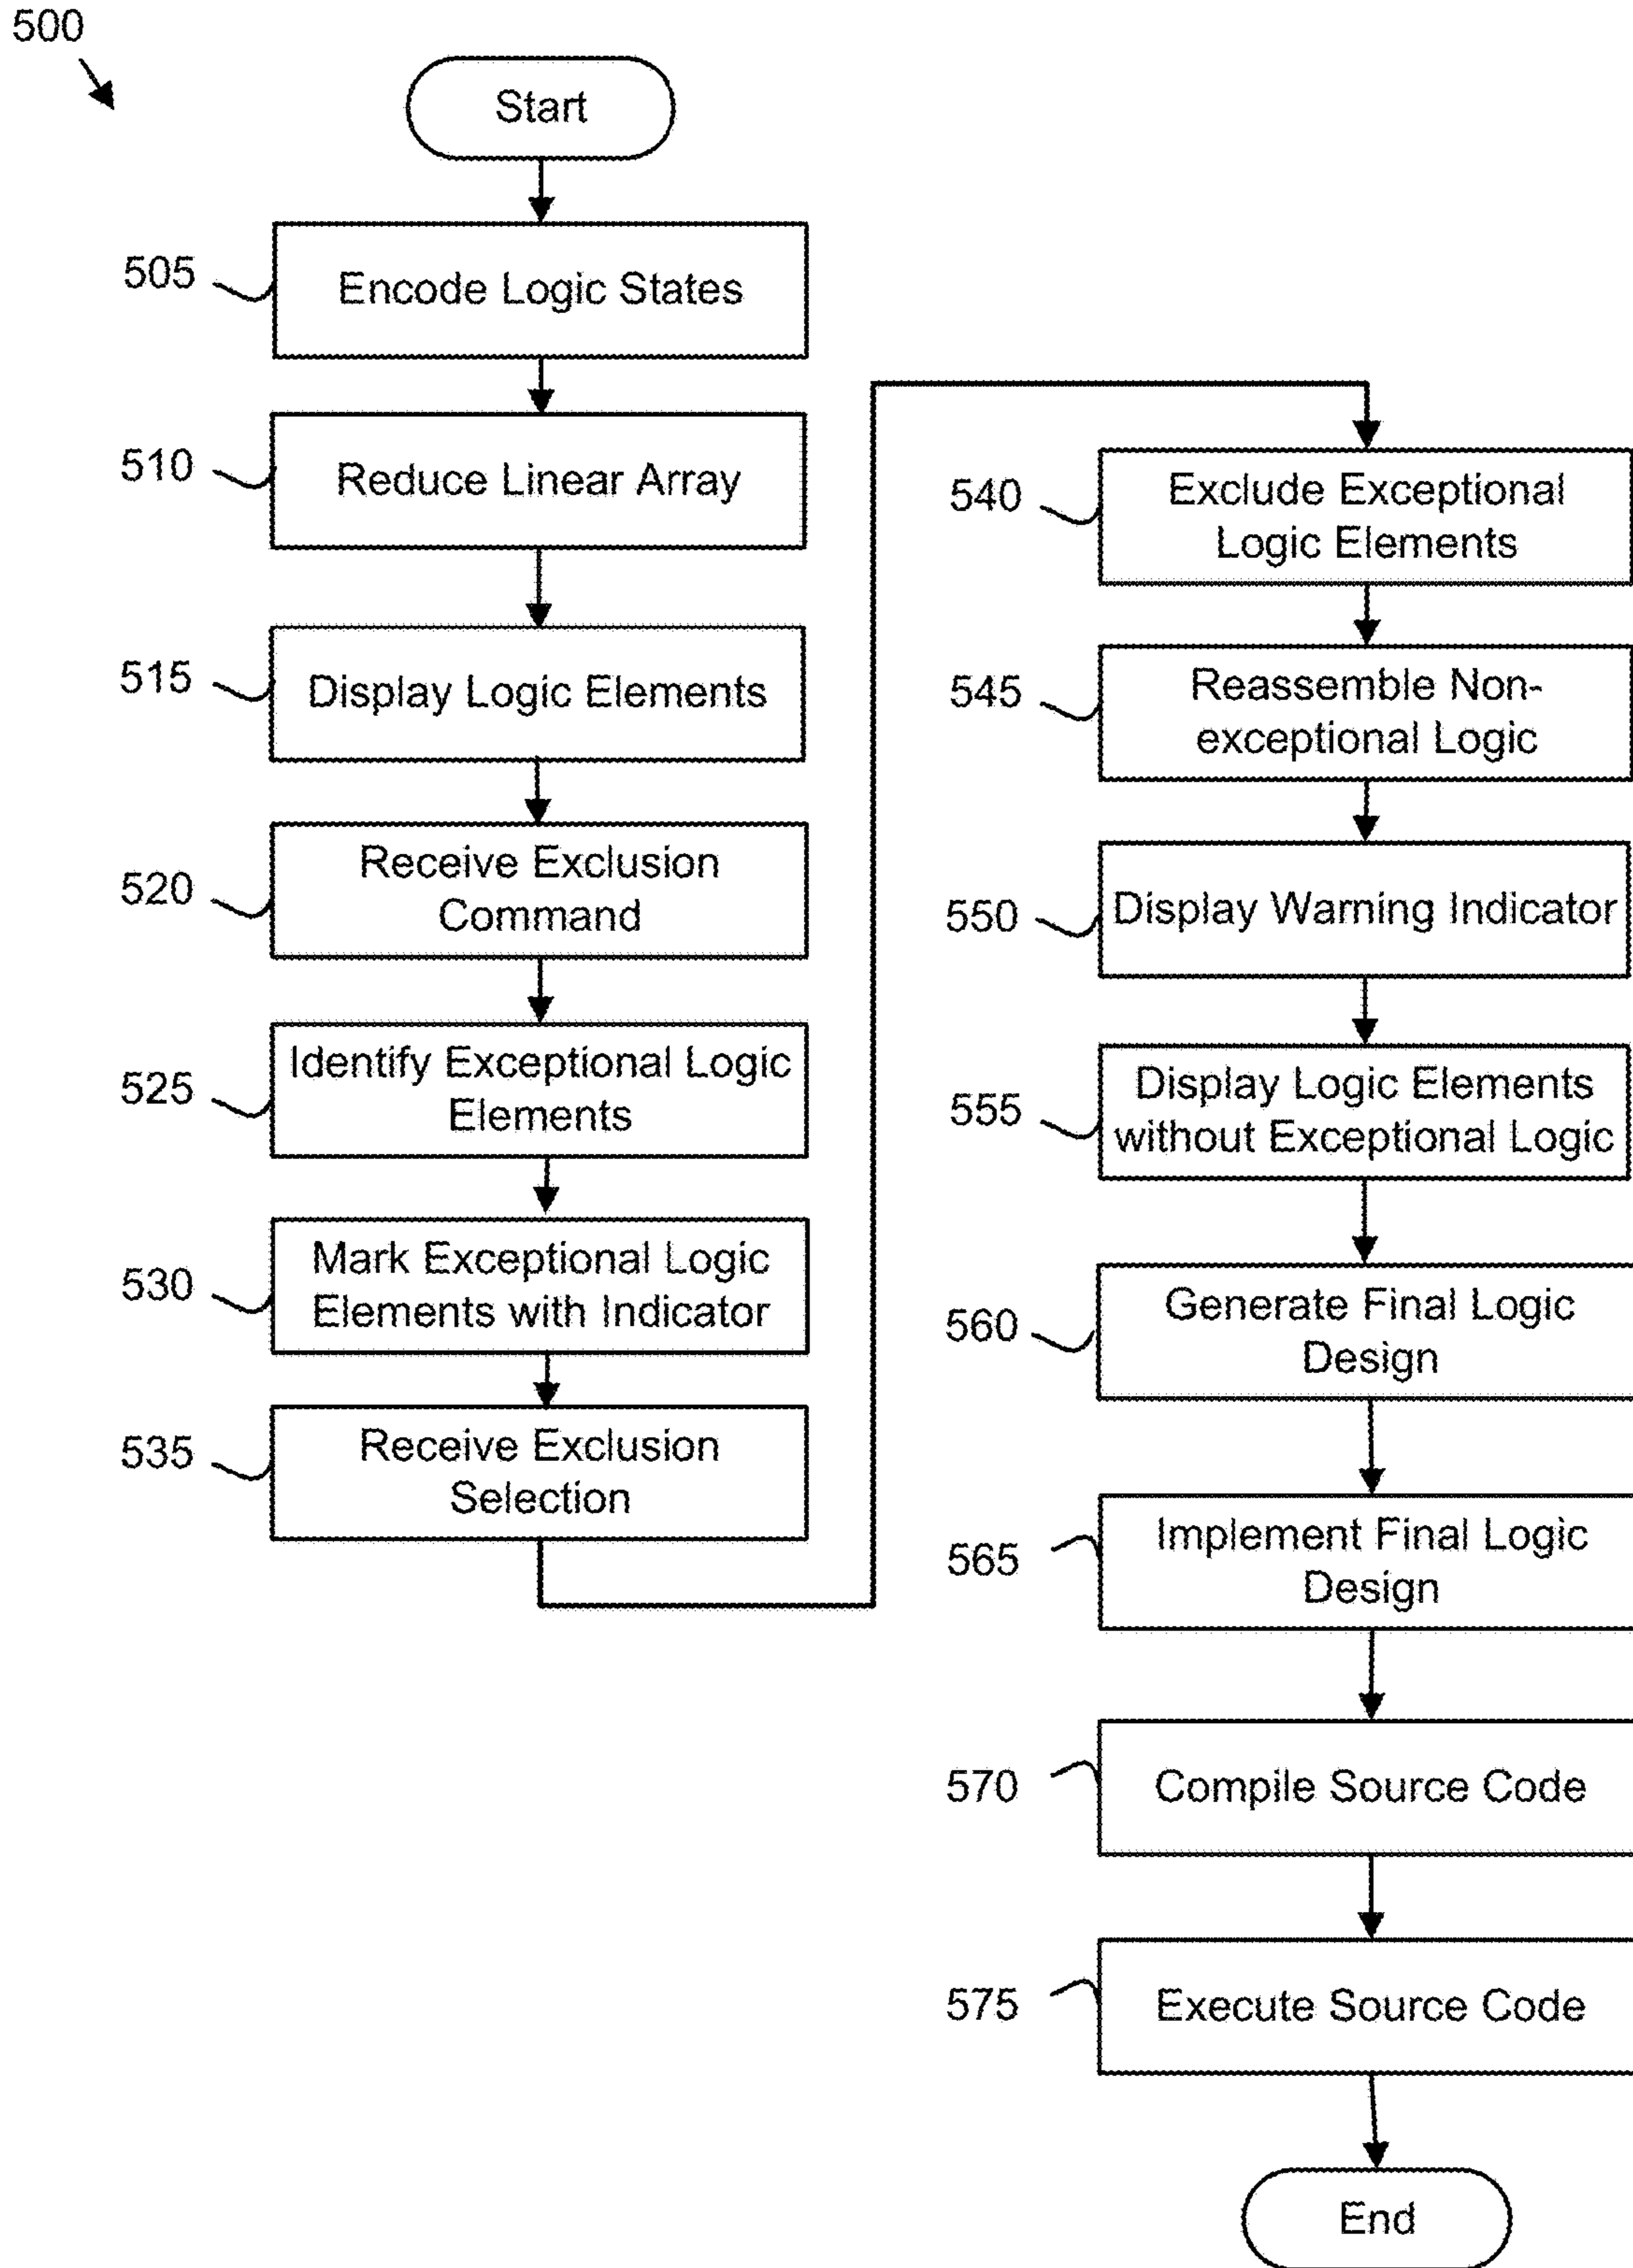 500
Start
505
Encode Logic States
510
Reduce Linear Array
515
Display Logic Elements
520
Receive Exclusion
Command
525
Identify Exceptional Logic
Elements
530
Mark Exceptional Logic
Elements with Indicator
535
Receive Exclusion
Selection
540
Exclude Exceptional
Logic Elements
545
Reassemble Non-
exceptional Logic
550
Display Warning Indicator
555
Display Logic Elements
without Exceptional Logic
560
Generate Final Logic
Design
565
Implement Final Logic
Design
570
Compile Source Code
575
Execute Source Code
End